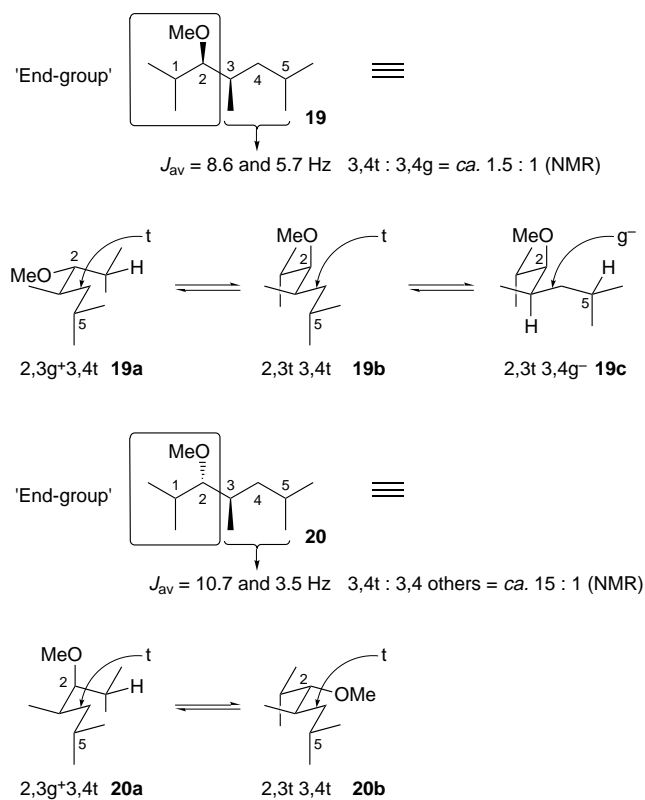 MeO
'End-group'
1 2 3 4 5
19
J_av = 8.6 and 5.7 Hz 3,4t : 3,4g = ca. 1.5 : 1 (NMR)
2 t MeO H 5
MeO 2 t 5
MeO 2 g⁻ H 5 H
2,3g⁺3,4t 19a 2,3t 3,4t 19b 2,3t 3,4g⁻ 19c
MeO
'End-group'
1 2 3 4 5
20
J_av = 10.7 and 3.5 Hz 3,4t : 3,4 others = ca. 15 : 1 (NMR)
MeO t 2 H 5
2 t OMe 5
2,3g⁺3,4t 20a 2,3t 3,4t 20b